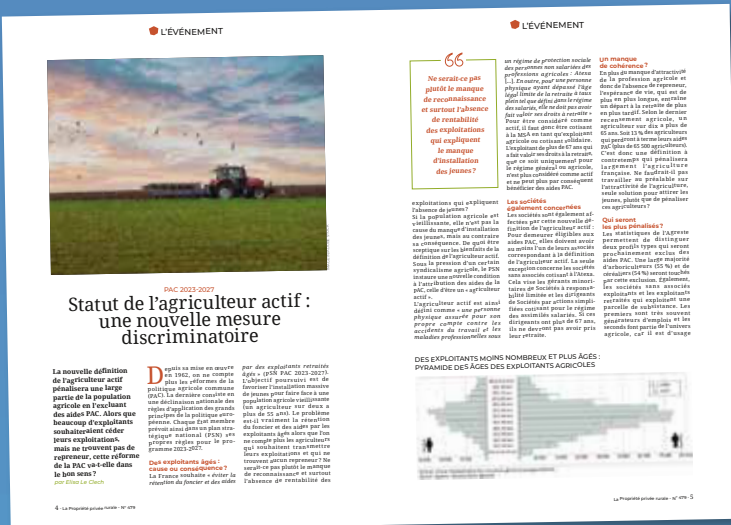 L'ÉVÉNEMENT
PAC 2023-2027
Statut de l'agriculteur actif :
une nouvelle mesure
discriminatoire
La nouvelle définition
de l'agriculteur actif
pénalisera une large
partie de la population
agricole en l'excluant
des aides PAC. Alors que
beaucoup d'exploitants
souhaiteraient céder
leurs exploitations,
mais ne trouvent pas de
repreneur, cette réforme
de la PAC va-t-elle dans
le bon sens ?
par Elisa Le Clech
Depuis sa mise en œuvre
en 1962, on ne compte
plus les réformes de la
politique agricole commune
(PAC). La dernière consiste en
une déclinaison nationale des
règles d'application des grands
principes de la politique euro-
péenne. Chaque État membre
prévoit ainsi dans un plan stra-
tégique national (PSN) ses
propres règles pour le pro-
gramme 2023-2027.
Des exploitants âgés :
cause ou conséquence ?
La France souhaite « éviter la
rétention du foncier et des aides
par des exploitants retraités
âgés » (PSN PAC 2023-2027).
L'objectif poursuivi est de
favoriser l'installation massive
de jeunes pour faire face à une
population agricole vieillissante
(un agriculteur sur deux a
plus de 55 ans). Le problème
est-il vraiment la rétention
du foncier et des aides par les
exploitants âgés alors que l'on
ne compte plus les agriculteurs
qui souhaitent transmettre
leurs exploitations et qui ne
trouvent aucun repreneur ? Ne
serait-ce pas plutôt le manque
de reconnaissance et surtout
l'absence de rentabilité des
4 - La Propriété privée rurale - N° 479
L'ÉVÉNEMENT
Ne serait-ce pas
plutôt le manque
de reconnaissance
et surtout l'absence
de rentabilité
des exploitations
qui expliquent
le manque
d'installation
des jeunes ?
exploitations qui expliquent
l'absence de jeunes ?
Si la population agricole est
vieillissante, elle n'est pas la
cause du manque d'installation
des jeunes, mais au contraire
sa conséquence. De quoi être
sceptique sur les bienfaits de la
définition de l'agriculteur actif.
Sous la pression d'un certain
syndicalisme agricole, le PSN
instaure une nouvelle condition
à l'attribution des aides de la
PAC, celle d'être un « agriculteur
actif ».
L'agriculteur actif est ainsi
défini comme « une personne
physique assurée pour son
propre compte contre les
accidents du travail et les
maladies professionnelles sous
un régime de protection sociale
des personnes non salariées des
professions agricoles : Atexa
[...]. En outre, pour une personne
physique ayant dépassé l'âge
légal limite de la retraite à taux
plein tel que défini dans le régime
des salariés, elle ne doit pas avoir
fait valoir ses droits à retraite ».
Pour être considéré comme
actif, il faut donc être cotisant
à la MSA en tant qu'exploitant
agricole ou cotisant solidaire.
L'exploitant de plus de 67 ans qui
a fait valoir ses droits à la retraite,
que ce soit uniquement pour
le régime général ou agricole,
n'est plus considéré comme actif
et ne peut plus par conséquent
bénéficier des aides PAC.
Les sociétés
également concernées
Les sociétés sont également af-
fectées par cette nouvelle dé-
finition de l'agriculteur actif :
Pour demeurer éligibles aux
aides PAC, elles doivent avoir
au moins l'un de leurs associés
correspondant à la définition
de l'agriculteur actif. La seule
exception concerne les sociétés
sans associés cotisant à l'Atexa.
Cela vise les gérants minori-
taires de Sociétés à responsa-
bilité limitée et les dirigeants
de Sociétés par actions simpli-
fiées cotisant pour le régime
des assimilés salariés. Si ces
dirigeants ont plus de 67 ans,
ils ne devront pas avoir pris
leur retraite.
Un manque
de cohérence ?
En plus du manque d'attractivité
de la profession agricole et
donc de l'absence de repreneur,
l'espérance de vie, qui est de
plus en plus longue, entraîne
un départ à la retraite de plus
en plus tardif. Selon le dernier
recensement agricole, un
agriculteur sur dix a plus de
65 ans. Soit 13 % des agriculteurs
qui perdront à terme leurs aides
PAC (plus de 65 500 agriculteurs).
C'est donc une définition à
contretemps qui pénalisera
largement l'agriculture
française. Ne faudrait-il pas
travailler au préalable sur
l'attractivité de l'agriculture,
seule solution pour attirer les
jeunes, plutôt que de pénaliser
ces agriculteurs ?
Qui seront
les plus pénalisés ?
Les statistiques de l'Agreste
permettent de distinguer
deux profils types qui seront
prochainement exclus des
aides PAC. Une large majorité
d'arboriculteurs (55 %) et de
céréaliers (54 %) seront touchés
par cette exclusion. Également,
les sociétés sans associés
exploitants et les exploitants
retraités qui exploitent une
parcelle de subsistance. Les
premiers sont très souvent
générateurs d'emplois et les
seconds font partie de l'univers
agricole, car il est d'usage
DES EXPLOITANTS MOINS NOMBREUX ET PLUS ÂGÉS :
PYRAMIDE DES ÂGES DES EXPLOITANTS AGRICOLES
La Propriété privée rurale - N° 479 - 5